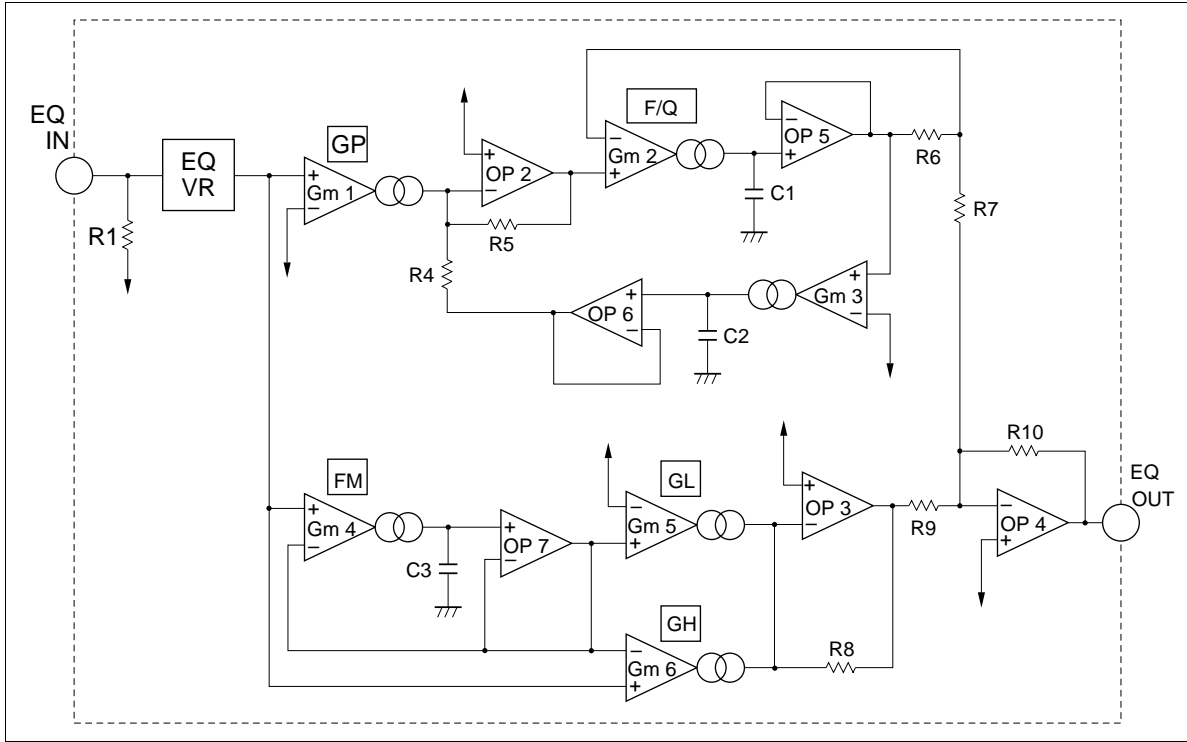 EQ
IN
R1
EQ
VR
GP
+
Gm 1
−
+
OP 2
−
R5
R4
F/Q
−
Gm 2
+
−
OP 5
+
C1
R6
R7
+
Gm 3
−
+
OP 6
−
C2
FM
+
Gm 4
−
C3
+
OP 7
−
GL
−
Gm 5
+
GH
−
Gm 6
+
+
OP 3
−
R8
R9
R10
−
OP 4
+
EQ
OUT